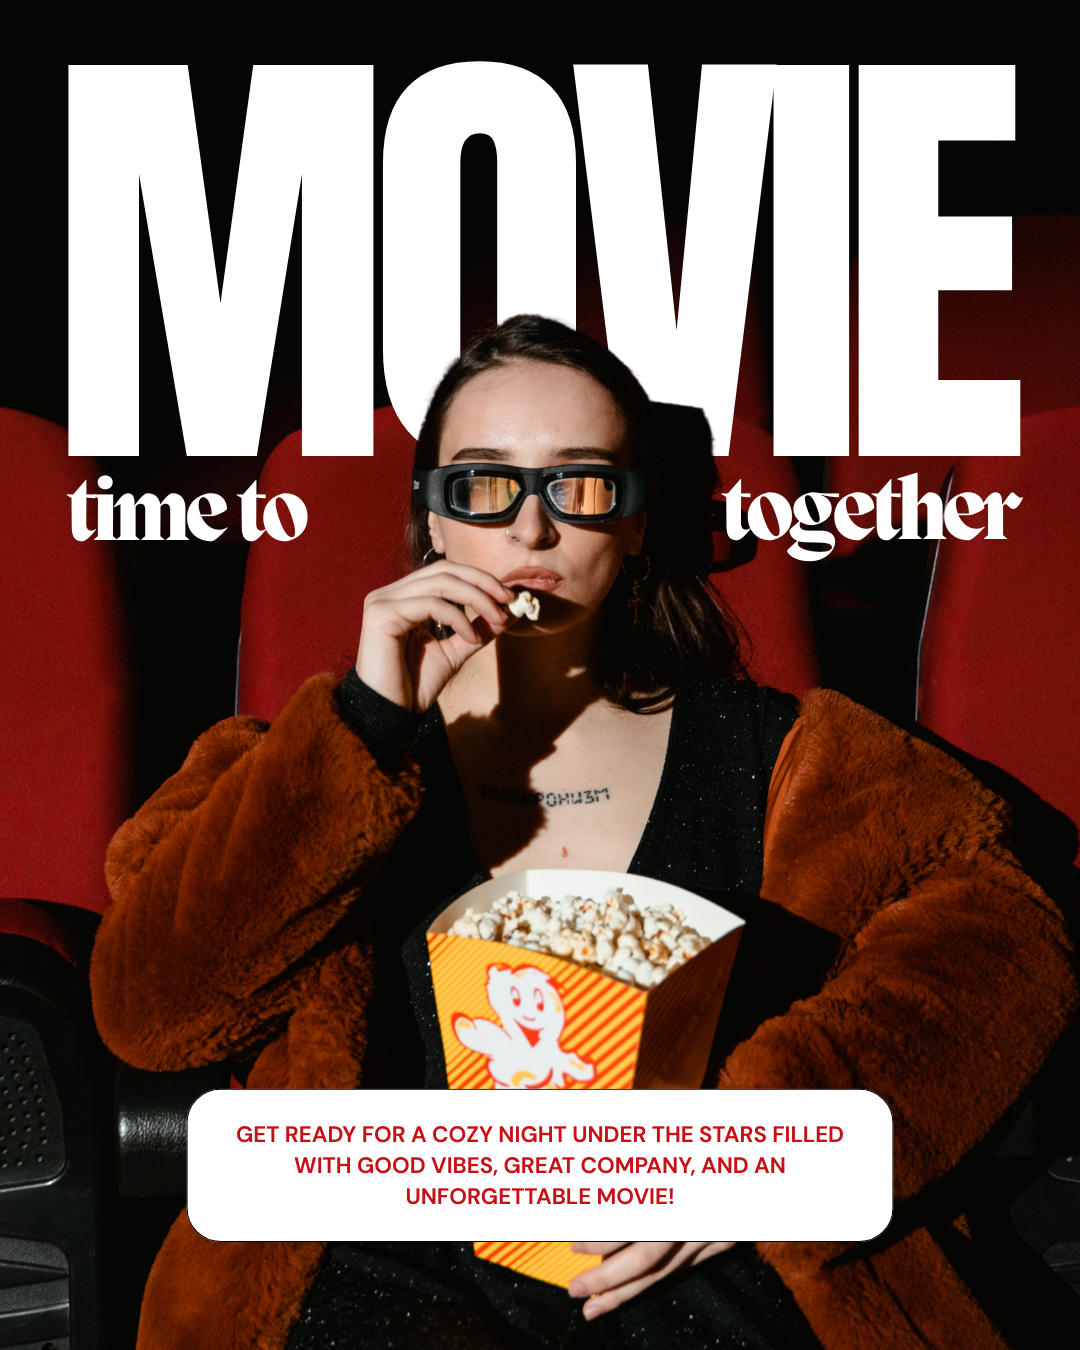 MOVIE
time to together
АНАХРОНИЗМ
GET READY FOR A COZY NIGHT UNDER THE STARS FILLED
WITH GOOD VIBES, GREAT COMPANY, AND AN
UNFORGETTABLE MOVIE!